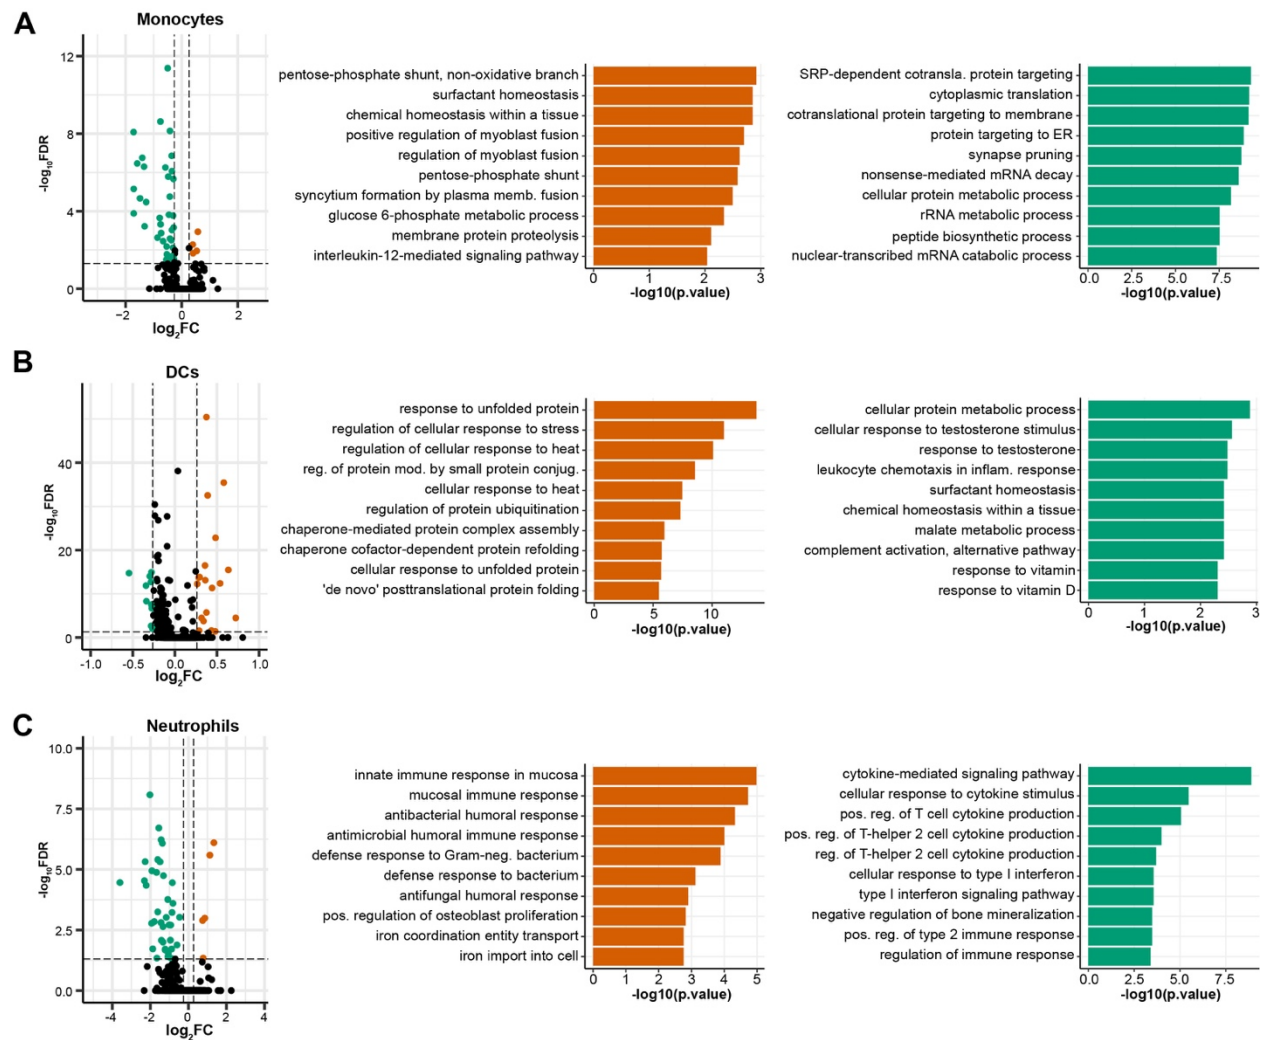 A
Monocytes
12
8
4
0
-log10FDR
−2
0
2
log2FC
pentose-phosphate shunt, non-oxidative branch
surfactant homeostasis
chemical homeostasis within a tissue
positive regulation of myoblast fusion
regulation of myoblast fusion
pentose-phosphate shunt
syncytium formation by plasma memb. fusion
glucose 6-phosphate metabolic process
membrane protein proteolysis
interleukin-12-mediated signaling pathway
0
1
2
3
-log10(p.value)
SRP-dependent cotransla. protein targeting
cytoplasmic translation
cotranslational protein targeting to membrane
protein targeting to ER
synapse pruning
nonsense-mediated mRNA decay
cellular protein metabolic process
rRNA metabolic process
peptide biosynthetic process
nuclear-transcribed mRNA catabolic process
0.0
2.5
5.0
7.5
-log10(p.value)
B
DCs
40
20
0
-log10FDR
-1.0
-0.5
0.0
0.5
1.0
log2FC
response to unfolded protein
regulation of cellular response to stress
regulation of cellular response to heat
reg. of protein mod. by small protein conjug.
cellular response to heat
regulation of protein ubiquitination
chaperone-mediated protein complex assembly
chaperone cofactor-dependent protein refolding
cellular response to unfolded protein
'de novo' posttranslational protein folding
0
5
10
-log10(p.value)
cellular protein metabolic process
cellular response to testosterone stimulus
response to testosterone
leukocyte chemotaxis in inflam. response
surfactant homeostasis
chemical homeostasis within a tissue
malate metabolic process
complement activation, alternative pathway
response to vitamin
response to vitamin D
0
1
2
3
-log10(p.value)
C
Neutrophils
10.0
7.5
5.0
2.5
0.0
-log10FDR
−4
−2
0
2
4
log2FC
innate immune response in mucosa
mucosal immune response
antibacterial humoral response
antimicrobial humoral immune response
defense response to Gram-neg. bacterium
defense response to bacterium
antifungal humoral response
pos. regulation of osteoblast proliferation
iron coordination entity transport
iron import into cell
0
1
2
3
4
5
-log10(p.value)
cytokine-mediated signaling pathway
cellular response to cytokine stimulus
pos. reg. of T cell cytokine production
pos. reg. of T-helper 2 cell cytokine production
reg. of T-helper 2 cell cytokine production
cellular response to type I interferon
type I interferon signaling pathway
negative regulation of bone mineralization
pos. reg. of type 2 immune response
regulation of immune response
0.0
2.5
5.0
7.5
-log10(p.value)